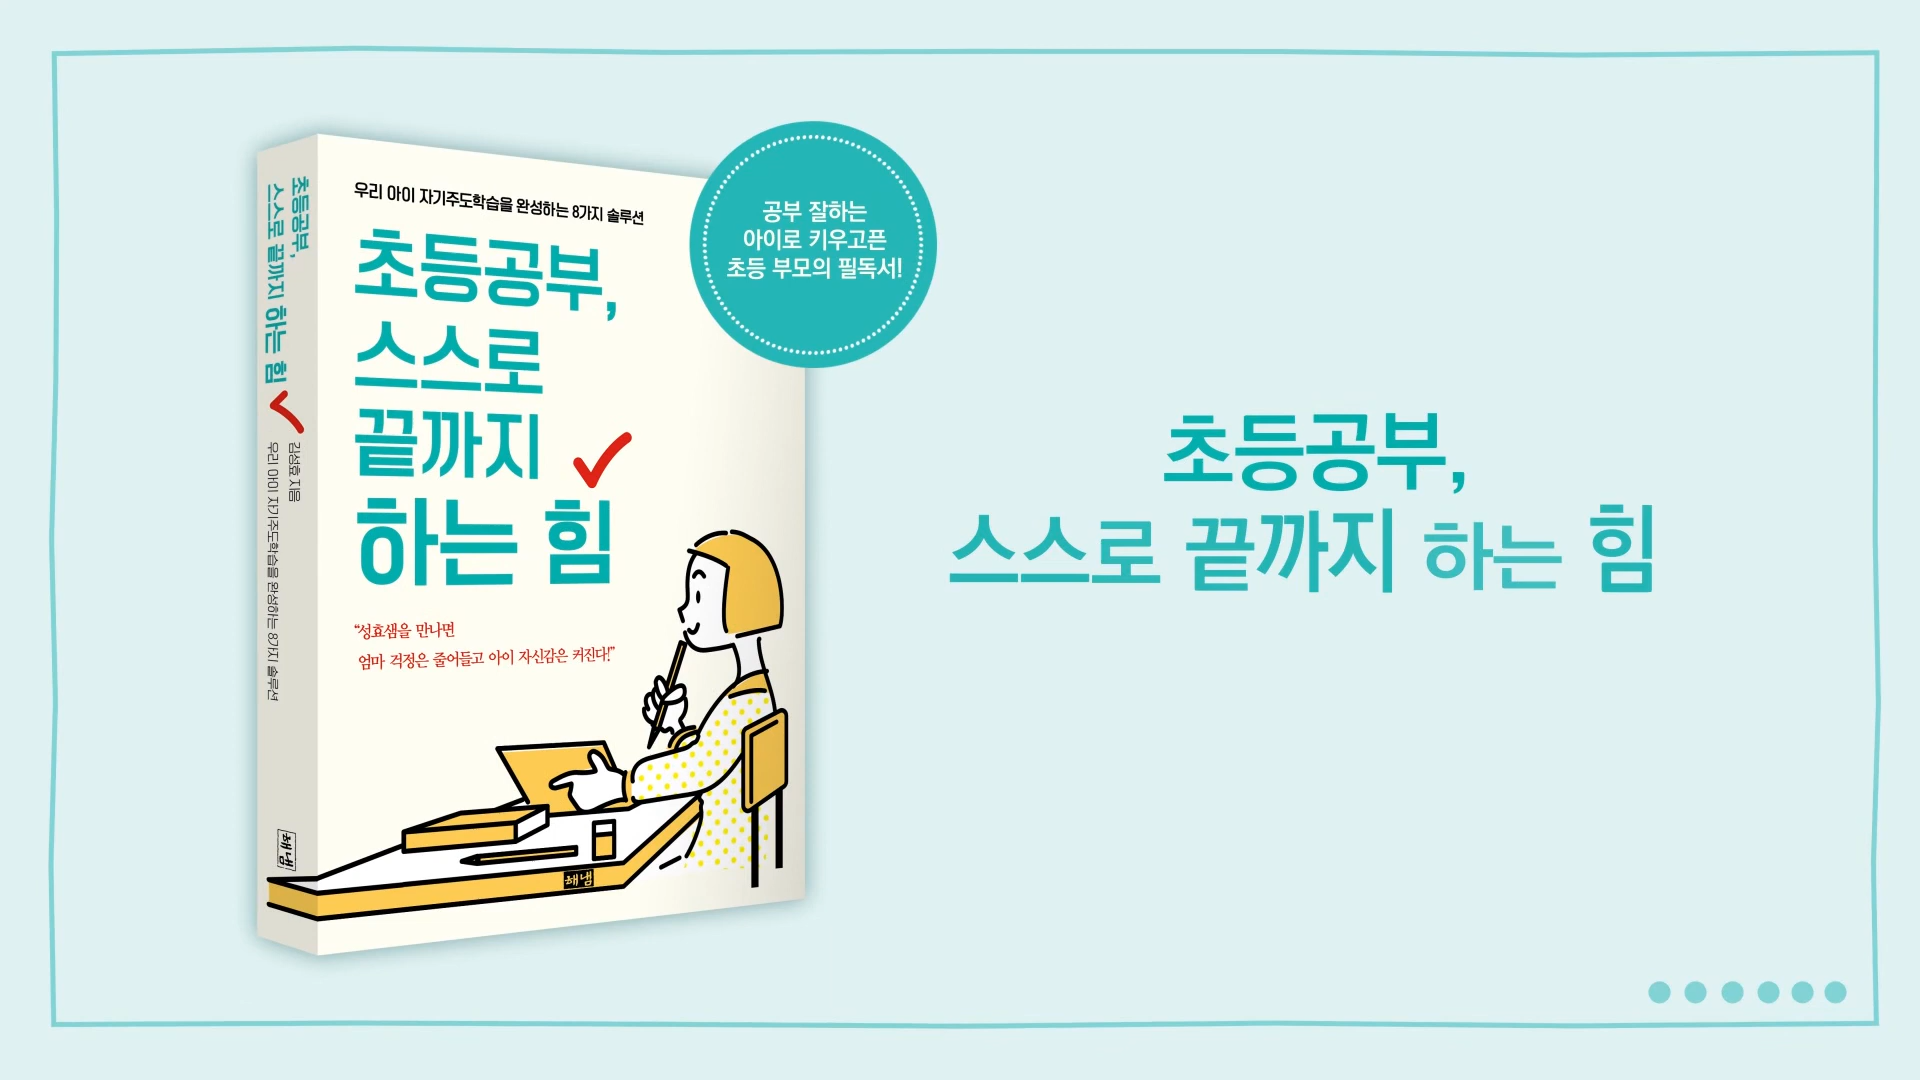 초등공부,
스스로 끝까지 하는 힘
김성효 지음
우리 아이 자기주도학습을 완성하는 8가지 솔루션
해냄
우리 아이 자기주도학습을 완성하는 8가지 솔루션
초등공부,
스스로
끝까지
하는 힘
“성효샘을 만나면
엄마 걱정은 줄어들고 아이 자신감은 커진다!”
해냄
공부 잘하는
아이로 키우고픈
초등 부모의 필독서!
초등공부,
스스로 끝까지 하는 힘